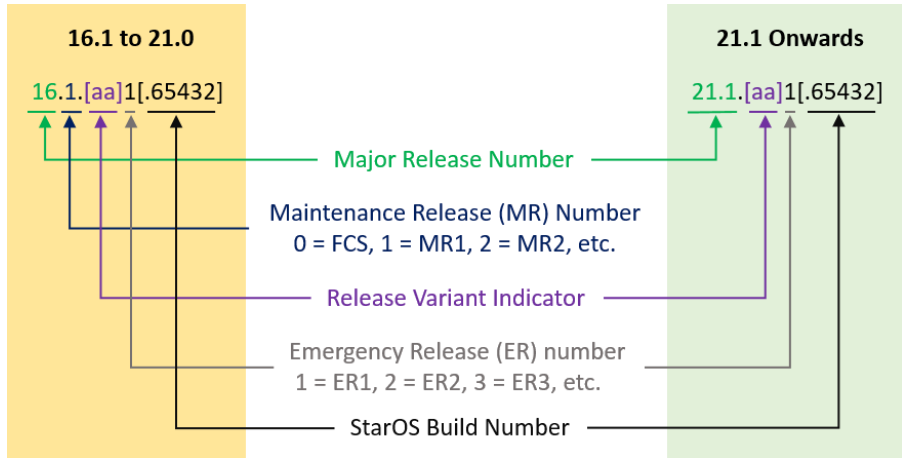 16.1 to 21.0
21.1 Onwards
16.1.[aa]1[.65432]
21.1.[aa]1[.65432]
Major Release Number
Maintenance Release (MR) Number
0 = FCS, 1 = MR1, 2 = MR2, etc.
Release Variant Indicator
Emergency Release (ER) number
1 = ER1, 2 = ER2, 3 = ER3, etc.
StarOS Build Number